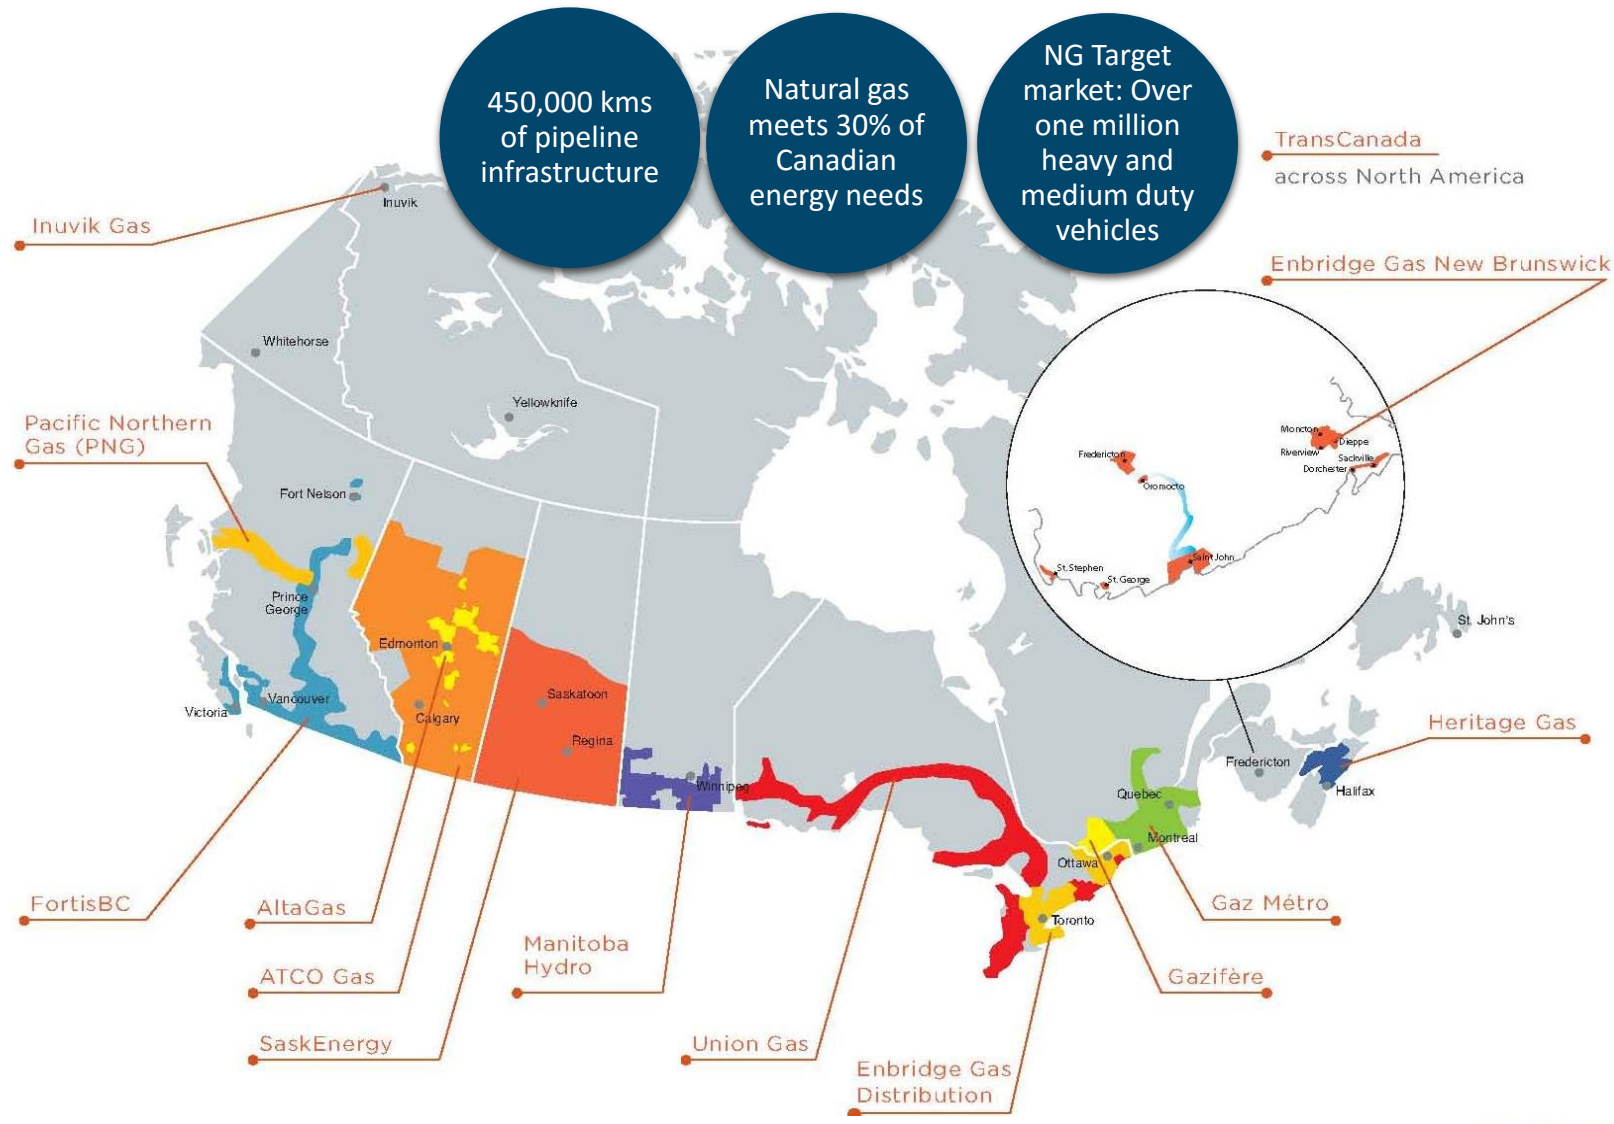 450,000 kms
of pipeline
infrastructure
Natural gas
meets 30% of
Canadian
energy needs
NG Target
market: Over
one million
heavy and
medium duty
vehicles
TransCanada
across North America
Inuvik
Inuvik Gas
Enbridge Gas New Brunswick
Whitehorse
Yellowknife
Pacific Northern
Gas (PNG)
Fort Nelson
Moncton
Dieppe
Riverview
Sackville
Dorchester
Fredericton
Oromocto
Saint John
St. Stephen
St. George
Prince
George
Edmonton
St. John's
Saskatoon
Vancouver
Victoria
Calgary
Regina
Heritage Gas
Fredericton
Winnipeg
Quebec
Halifax
Montreal
Ottawa
FortisBC
AltaGas
Gaz Métro
Toronto
Manitoba
Hydro
ATCO Gas
Gazifère
SaskEnergy
Union Gas
Enbridge Gas
Distribution